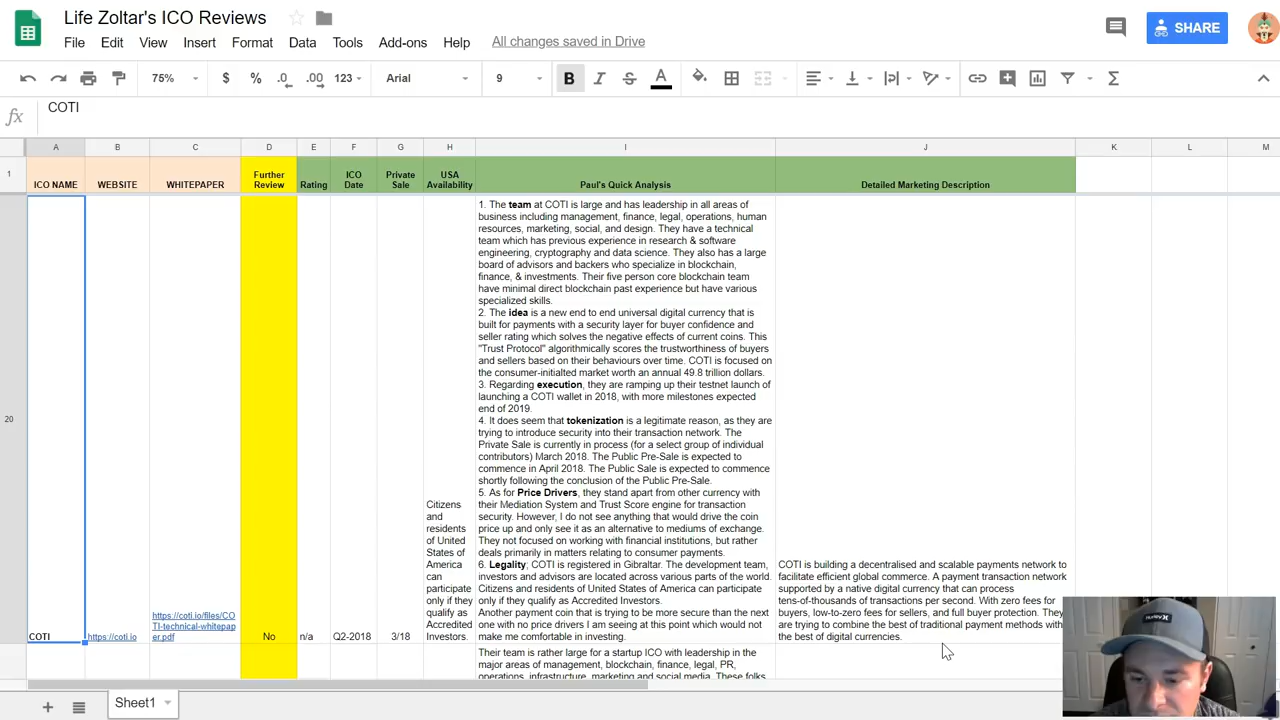 Life Zoltar's ICO Reviews
File Edit View Insert Format Data Tools Add-ons Help All changes saved in Drive
SHARE
75% $ % .0 .00 123 Arial 9 B I S A
fx COTI
A B C D E F G H I J K L M
1 ICO NAME WEBSITE WHITEPAPER Further Review Rating ICO Date Private Sale USA Availability Paul's Quick Analysis Detailed Marketing Description
20
COTI
https://coti.io
https://coti.io/files/CO
TI-technical-whitepap
er.pdf
No
n/a
Q2-2018
3/18
Citizens
and
residents
of United
States of
America
can
participate
only if they
qualify as
Accredited
Investors.
1. The team at COTI is large and has leadership in all areas of
business including management, finance, legal, operations, human
resources, marketing, social, and design. They have a technical
team which has previous experience in research & software
engineering, cryptography and data science. They also has a large
board of advisors and backers who specialize in blockchain,
finance, & investments. Their five person core blockchain team
have minimal direct blockchain past experience but have various
specialized skills.
2. The idea is a new end to end universal digital currency that is
built for payments with a security layer for buyer confidence and
seller rating which solves the negative effects of current coins. This
"Trust Protocol" algorithmically scores the trustworthiness of buyers
and sellers based on their behaviours over time. COTI is focused on
the consumer-initialted market worth an annual 49.8 trillion dollars.
3. Regarding execution, they are ramping up their testnet launch of
launching a COTI wallet in 2018, with more milestones expected
end of 2019.
4. It does seem that tokenization is a legitimate reason, as they are
trying to introduce security into their transaction network. The
Private Sale is currently in process (for a select group of individual
contributors) March 2018. The Public Pre-Sale is expected to
commence in April 2018. The Public Sale is expected to commence
shortly following the conclusion of the Public Pre-Sale.
5. As for Price Drivers, they stand apart from other currency with
their Mediation System and Trust Score engine for transaction
security. However, I do not see anything that would drive the coin
price up and only see it as an alternative to mediums of exchange.
They not focused on working with financial institutions, but rather
deals primarily in matters relating to consumer payments.
6. Legality; COTI is registered in Gibraltar. The development team,
investors and advisors are located across various parts of the world.
Citizens and residents of United States of America can participate
only if they qualify as Accredited Investors.
Another payment coin that is trying to be more secure than the next
one with no price drivers I am seeing at this point which would not
make me comfortable in investing.
COTI is building a decentralised and scalable payments network to
facilitate efficient global commerce. A payment transaction network
supported by a native digital currency that can process
tens-of-thousands of transactions per second. With zero fees for
buyers, low-to-zero fees for sellers, and full buyer protection. They
are trying to combine the best of traditional payment methods with
the best of digital currencies.
Their team is rather large for a startup ICO with leadership in the
major areas of management, blockchain, finance, legal, PR,
operations, infrastructure, marketing and social media. These folks
Sheet1